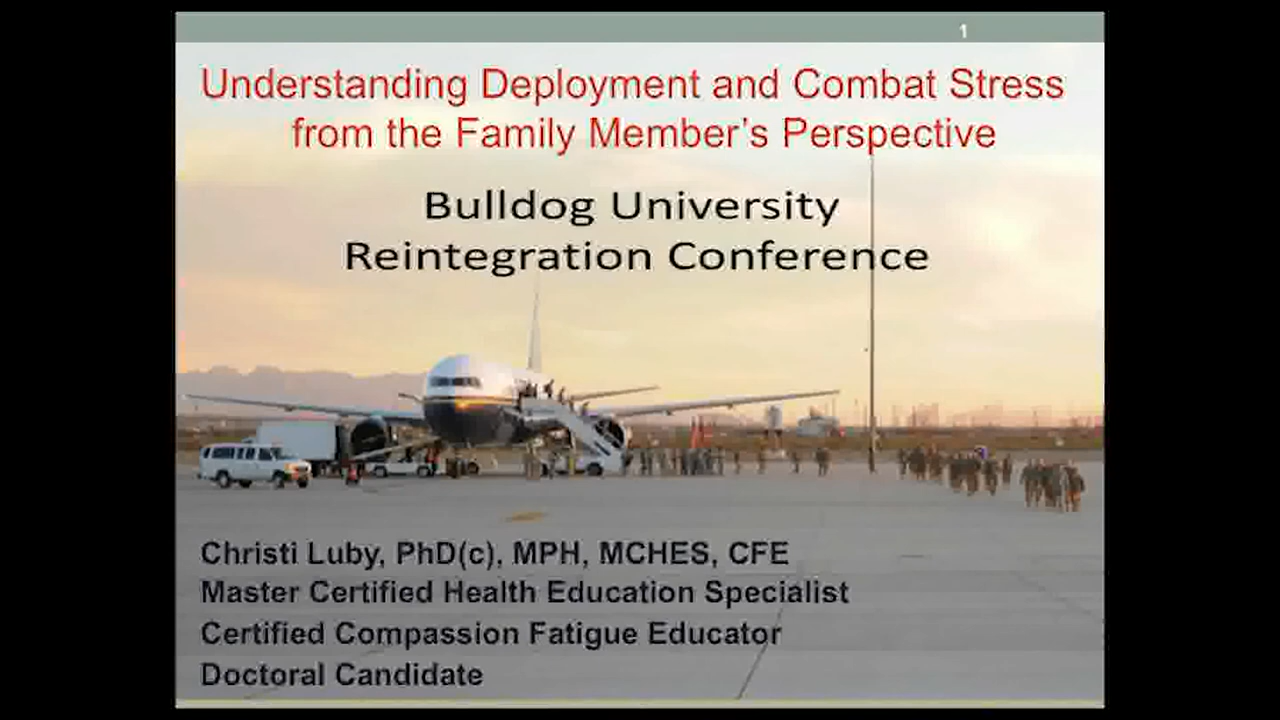 1
Understanding Deployment and Combat Stress
from the Family Member's Perspective
Bulldog University
Reintegration Conference
Christi Luby, PhD(c), MPH, MCHES, CFE
Master Certified Health Education Specialist
Certified Compassion Fatigue Educator
Doctoral Candidate